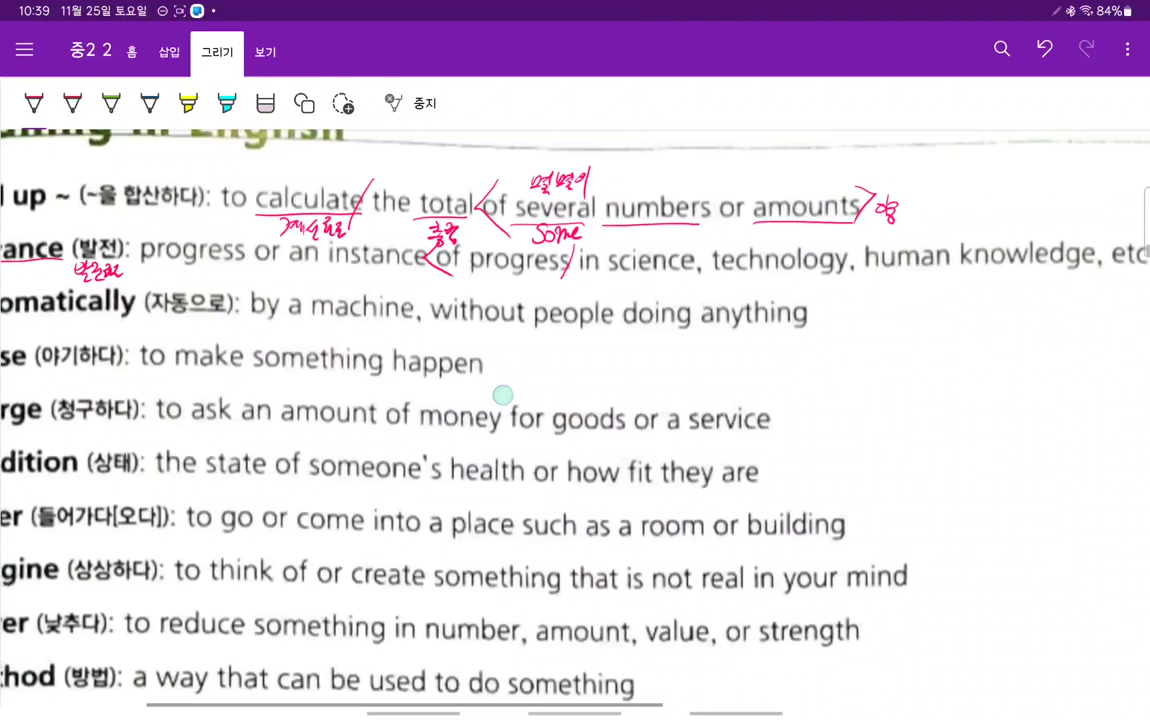 10:39 11월 25일 토요일 84%
중2 2 홈 삽입 그리기 보기
중지
in English
몇몇의
up ~ (~을 합산하다): to calculate the total of several numbers or amounts 양
총합 some
ance (발전): progress or an instance of progress in science, technology, human knowledge, etc
omatically (자동으로): by a machine, without people doing anything
se (야기하다): to make something happen
rge (청구하다): to ask an amount of money for goods or a service
dition (상태): the state of someone's health or how fit they are
er (들어가다[오다]): to go or come into a place such as a room or building
gine (상상하다): to think of or create something that is not real in your mind
er (낮추다): to reduce something in number, amount, value, or strength
hod (방법): a way that can be used to do something